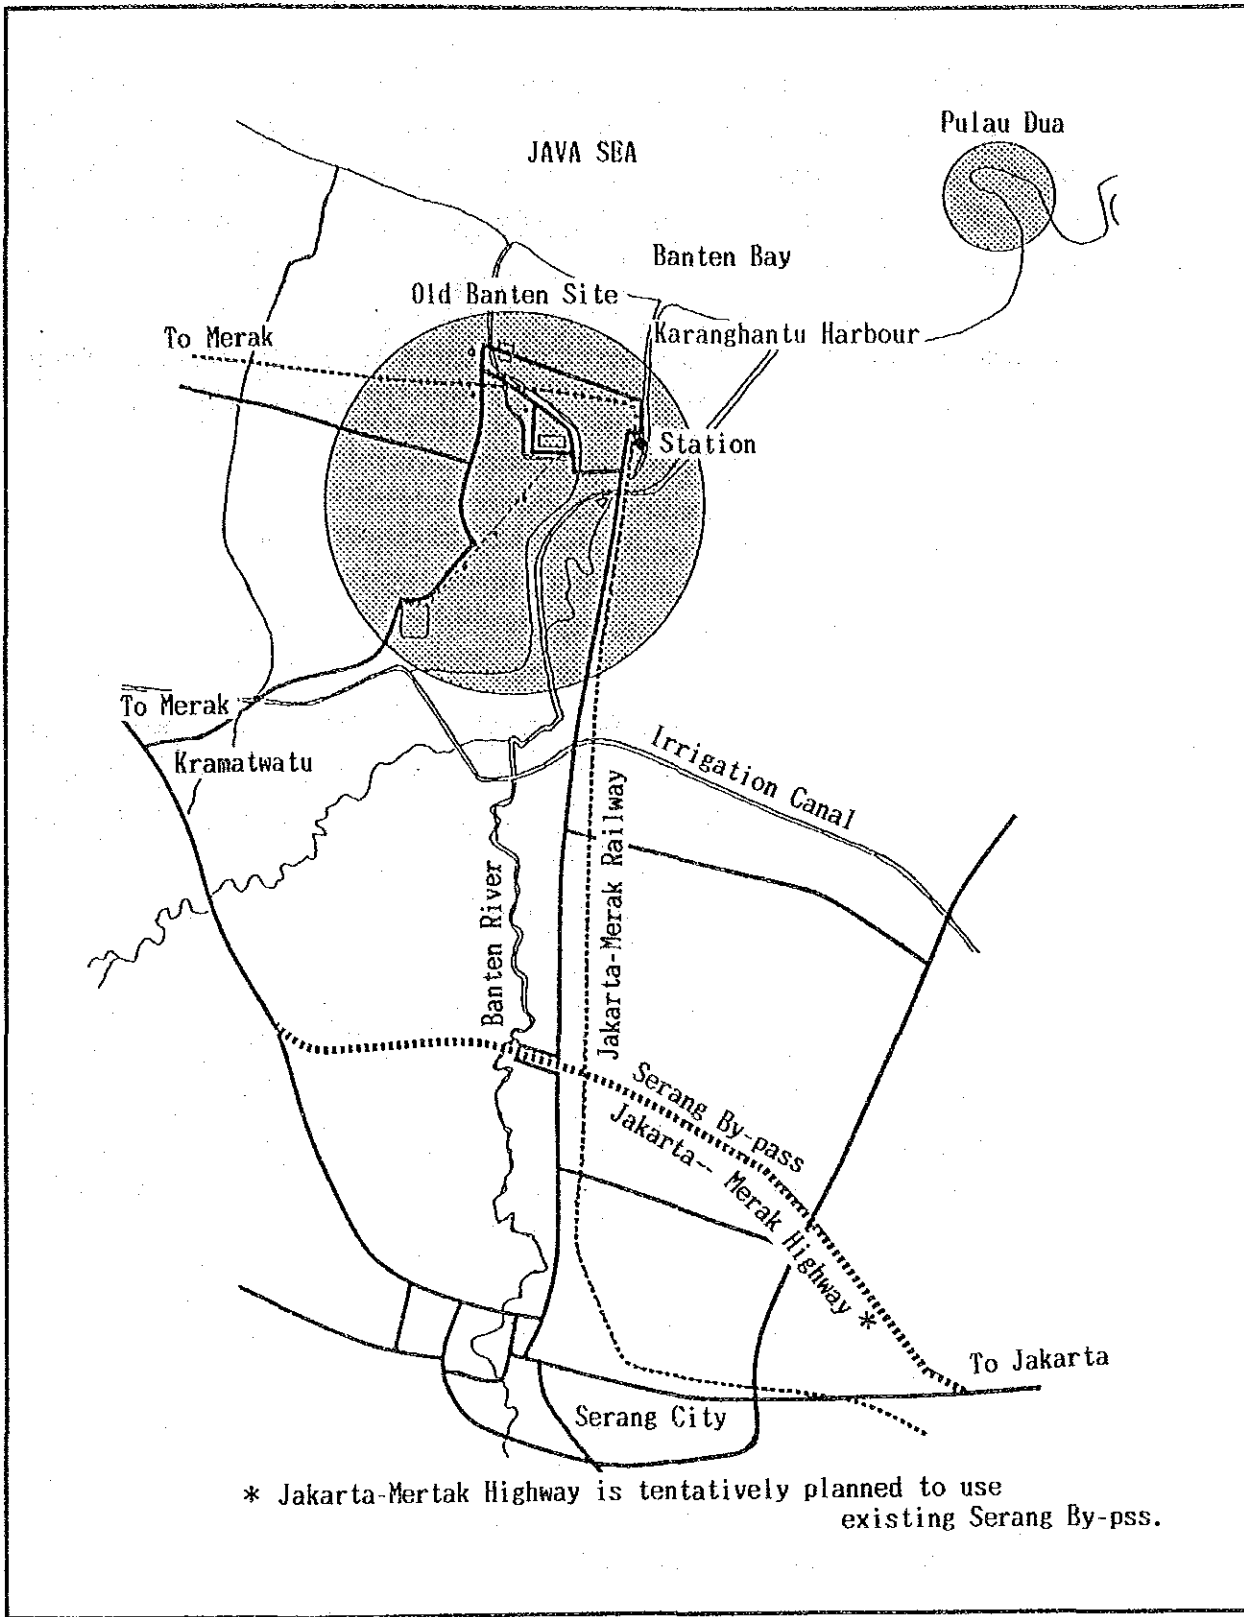 Pulau Dua
JAVA SEA
Banten Bay
Old Banten Site
Karanghantu Harbour
To Merak
Station
To Merak
Kramatwatu
Irrigation Canal
Jakarta-Merak Railway
Banten River
Serang By-pass
Jakarta-- Merak Highway *
To Jakarta
Serang City
* Jakarta-Mertak Highway is tentatively planned to use
existing Serang By-pss.